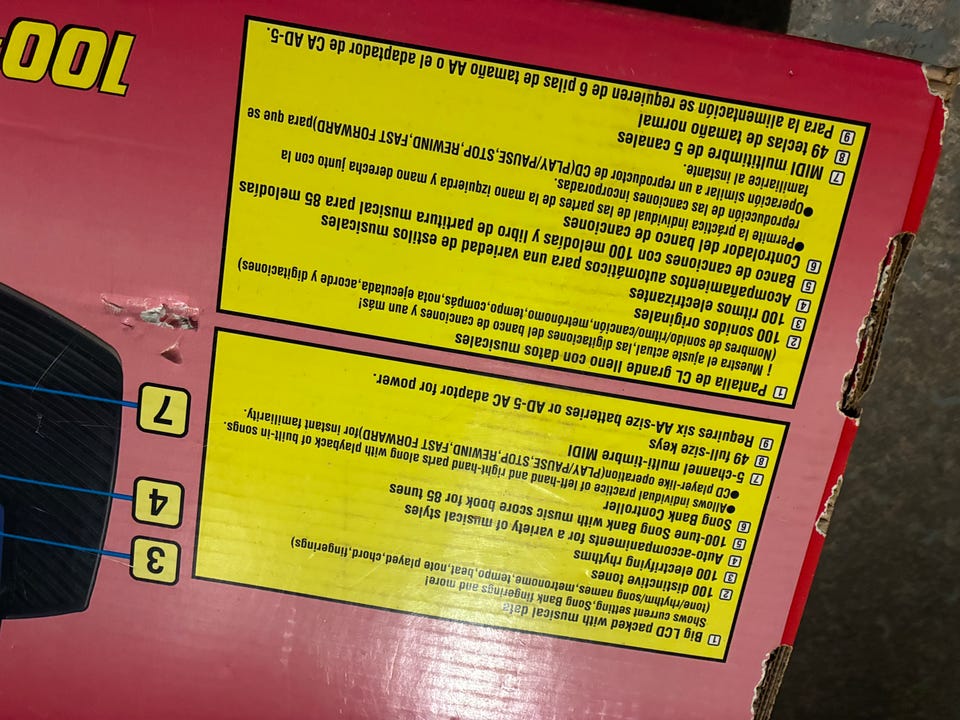 1 Big LCD packed with musical data
Shows current setting,Song Bank fingerings and more!
(tone/rhythm/song names,metronome,tempo,beat,note played,chord,fingerings)
2 100 distinctive tones
3 100 electrifying rhythms
4 Auto-accompaniments for a variety of musical styles
5 100-tune Song Bank with music score book for 85 tunes
6 Song Bank Controller
●Allows individual practice of left-hand and right-hand parts along with playback of built-in songs.
●CD player-like operation(PLAY/PAUSE,STOP,REWIND,FAST FORWARD)for instant familiarity.
7 5-channel multi-timbre MIDI
8 49 full-size keys
9 Requires six AA-size batteries or AD-5 AC adaptor for power.
1 Pantalla de CL grande lleno con datos musicales
¡ Muestra el ajuste actual,las digitaciones del banco de canciones y aun más!
(Nombres de sonido/ritmo/canción,metrónomo,tempo,compás,nota ejecutada,acorde y digitaciones)
2 100 sonidos originales
3 100 ritmos electrizantes
4 Acompañamientos automáticos para una variedad de estilos musicales
5 Banco de canciones con 100 melodías y libro de partitura musical para 85 melodías
6 Controlador del banco de canciones
●Permite la práctica individual de las partes de la mano izquierda y mano derecha junto con la
reproducción de las canciones incorporadas.
●Operación similar a un reproductor de CD(PLAY/PAUSE,STOP,REWIND,FAST FORWARD)para que se
familiarice al instante.
7 MIDI multitimbre de 5 canales
8 49 teclas de tamaño normal
9 Para la alimentación se requieren de 6 pilas de tamaño AA o el adaptador de CA AD-5.
3
4
7
100